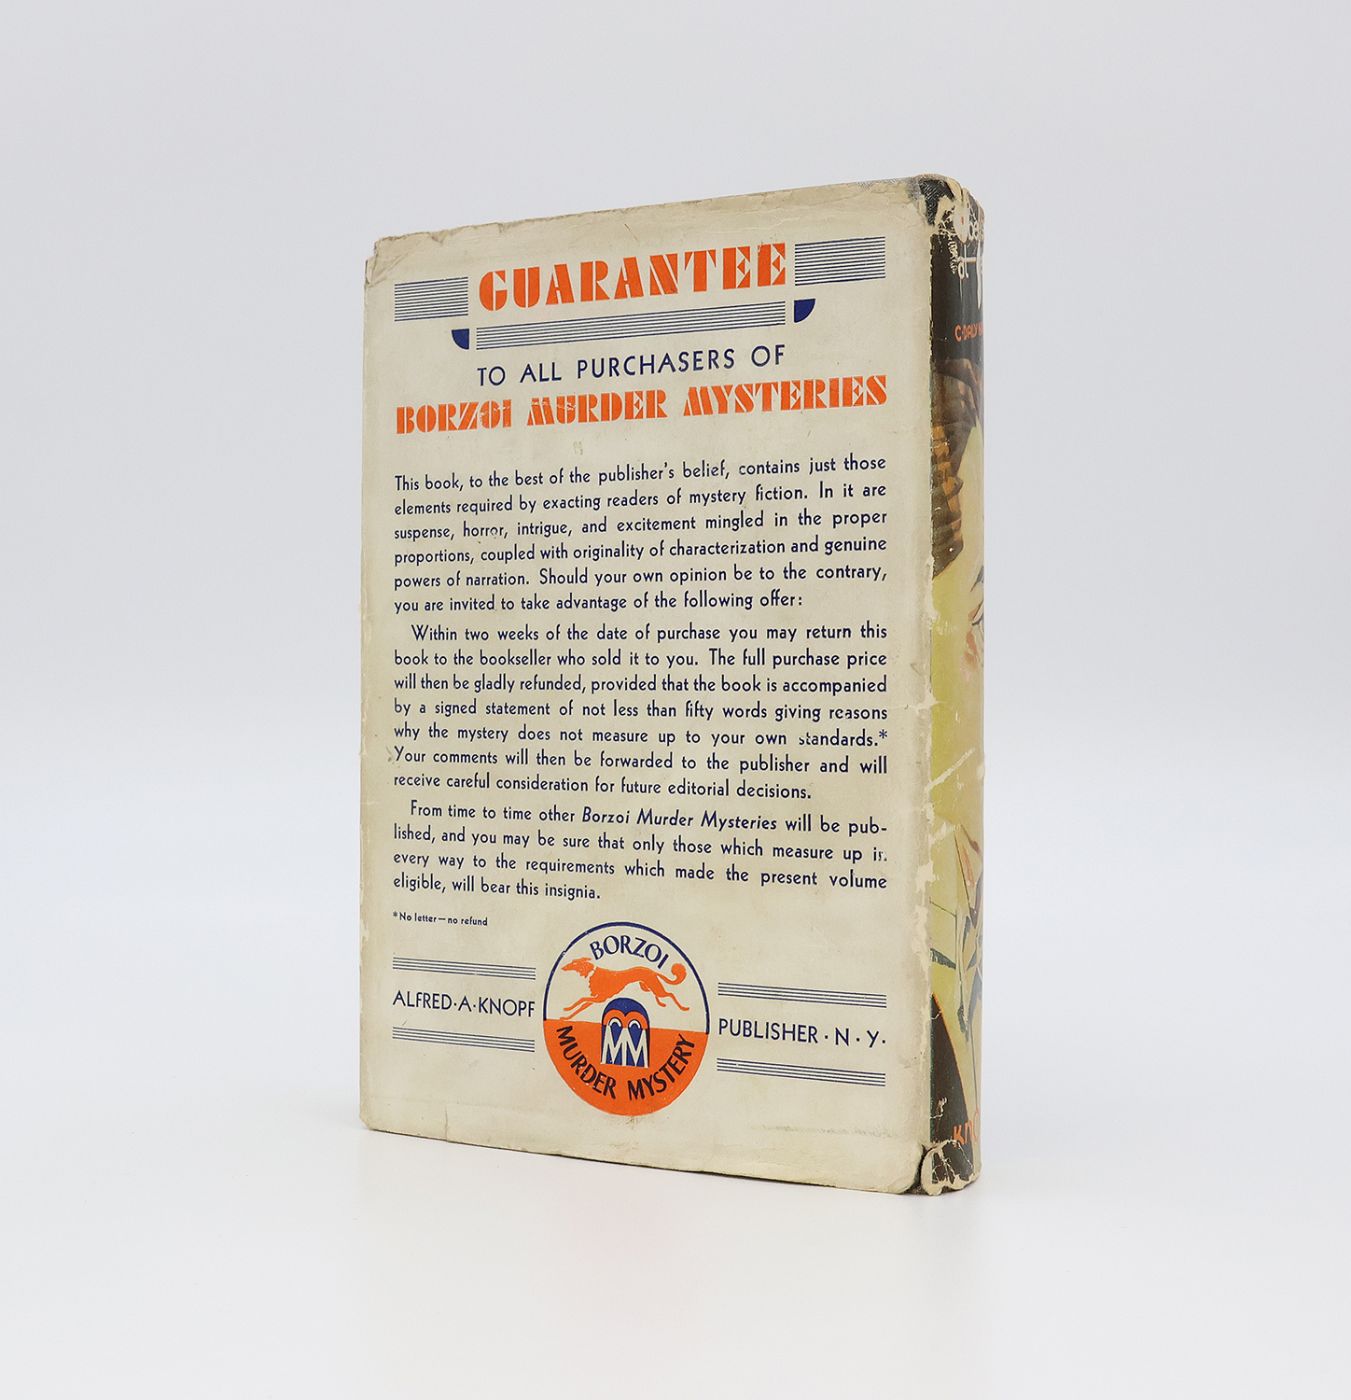 GUARANTEE
TO ALL PURCHASERS OF
BORZOI MURDER MYSTERIES
This book, to the best of the publisher's belief, contains just those
elements required by exacting readers of mystery fiction. In it are
suspense, horror, intrigue, and excitement mingled in the proper
proportions, coupled with originality of characterization and genuine
powers of narration. Should your own opinion be to the contrary,
you are invited to take advantage of the following offer:
Within two weeks of the date of purchase you may return this
book to the bookseller who sold it to you. The full purchase price
will then be gladly refunded, provided that the book is accompanied
by a signed statement of not less than fifty words giving reasons
why the mystery does not measure up to your own standards.*
Your comments will then be forwarded to the publisher and will
receive careful consideration for future editorial decisions.
From time to time other Borzoi Murder Mysteries will be pub-
lished, and you may be sure that only those which measure up in
every way to the requirements which made the present volume
eligible, will bear this insignia.
*No letter—no refund
BORZOI
MM
MURDER MYSTERY
ALFRED·A·KNOPF
PUBLISHER·N·Y·